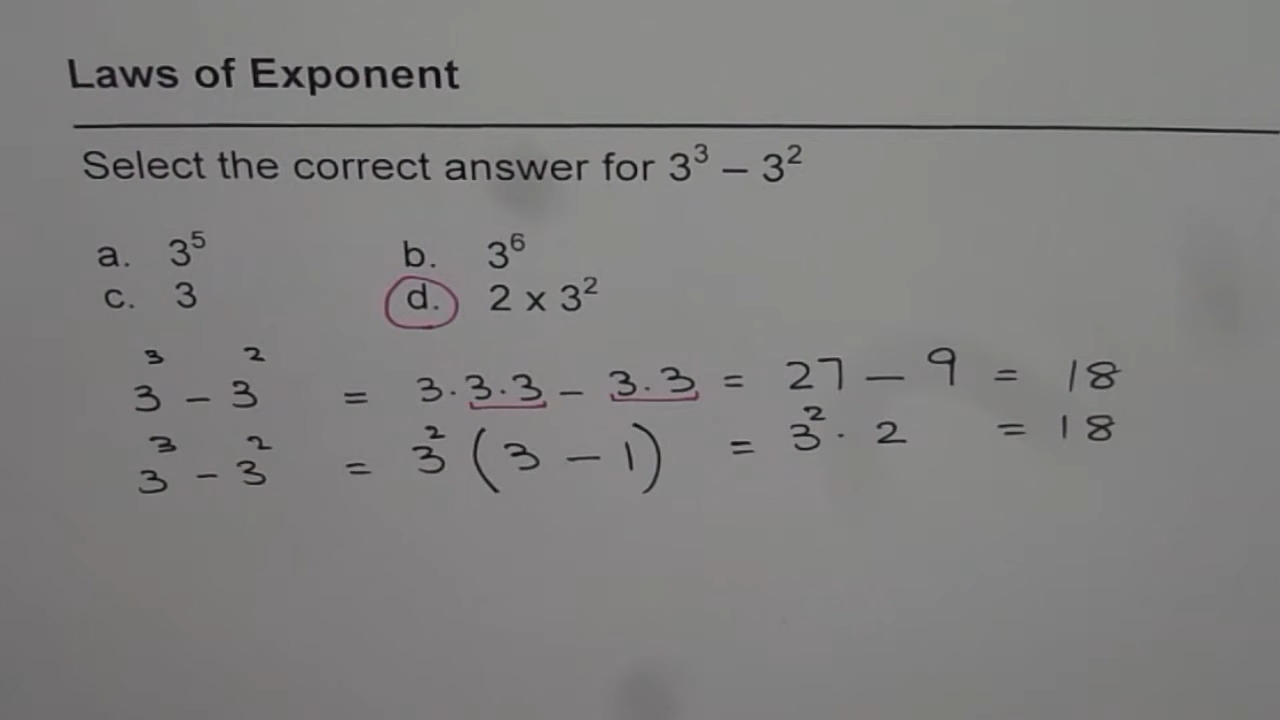 Laws of Exponent
Select the correct answer for 3³ – 3²
a. 3⁵ b. 3⁶
c. 3 d. 2 x 3²
3³ – 3² = 3·3·3 – 3·3 = 27 – 9 = 18
3³ – 3² = 3² (3 – 1) = 3² · 2 = 18